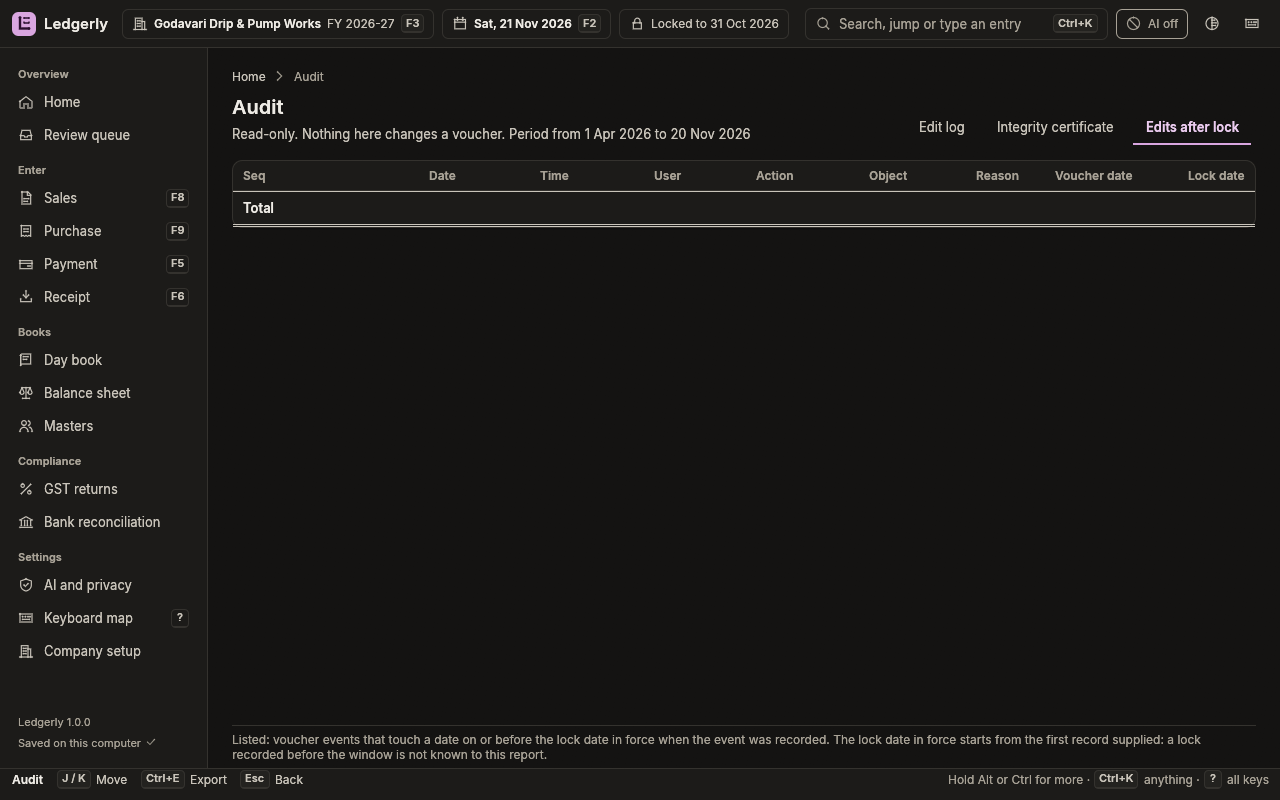 Ledgerly
Godavari Drip & Pump Works FY 2026-27 F3
Sat, 21 Nov 2026 F2
Locked to 31 Oct 2026
Search, jump or type an entry Ctrl+K
AI off
Overview
Home
Review queue
Enter
Sales F8
Purchase F9
Payment F5
Receipt F6
Books
Day book
Balance sheet
Masters
Compliance
GST returns
Bank reconciliation
Settings
AI and privacy
Keyboard map ?
Company setup
Ledgerly 1.0.0
Saved on this computer
Home Audit
Audit
Read-only. Nothing here changes a voucher. Period from 1 Apr 2026 to 20 Nov 2026
Edit log Integrity certificate Edits after lock
Seq Date Time User Action Object Reason Voucher date Lock date
Total
Listed: voucher events that touch a date on or before the lock date in force when the event was recorded. The lock date in force starts from the first record supplied: a lock
recorded before the window is not known to this report.
Audit J / K Move Ctrl+E Export Esc Back
Hold Alt or Ctrl for more · Ctrl+K anything · ? all keys